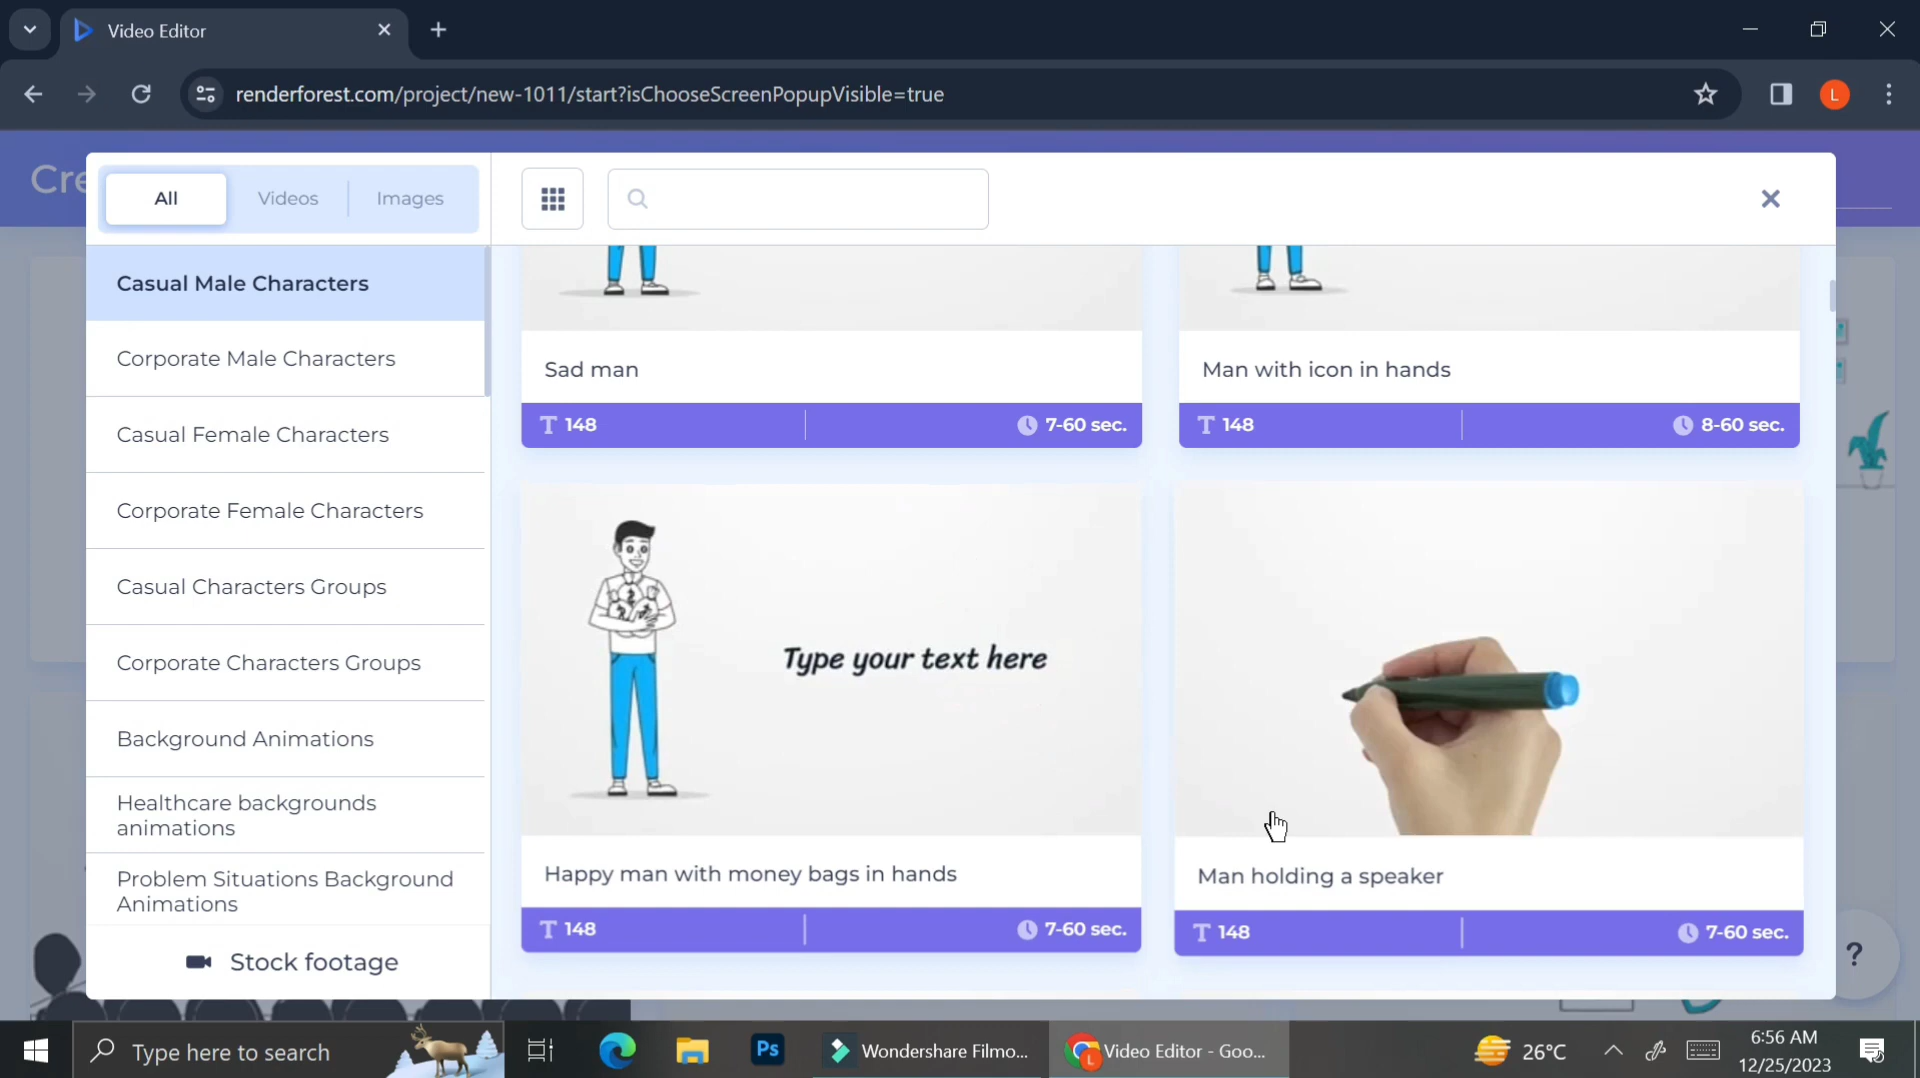 Video Editor
renderforest.com/project/new-1011/start?isChooseScreenPopupVisible=true
L
Cre
All
Videos
Images
Casual Male Characters
Corporate Male Characters
Casual Female Characters
Corporate Female Characters
Casual Characters Groups
Corporate Characters Groups
Background Animations
Healthcare backgrounds
animations
Problem Situations Background
Animations
Stock footage
Sad man
T 148
7-60 sec.
Man with icon in hands
T 148
8-60 sec.
Type your text here
Happy man with money bags in hands
T 148
7-60 sec.
Man holding a speaker
T 148
7-60 sec.
?
Type here to search
Ps
Wondershare Filmo...
L
Video Editor - Goo...
26°C
6:56 AM
12/25/2023